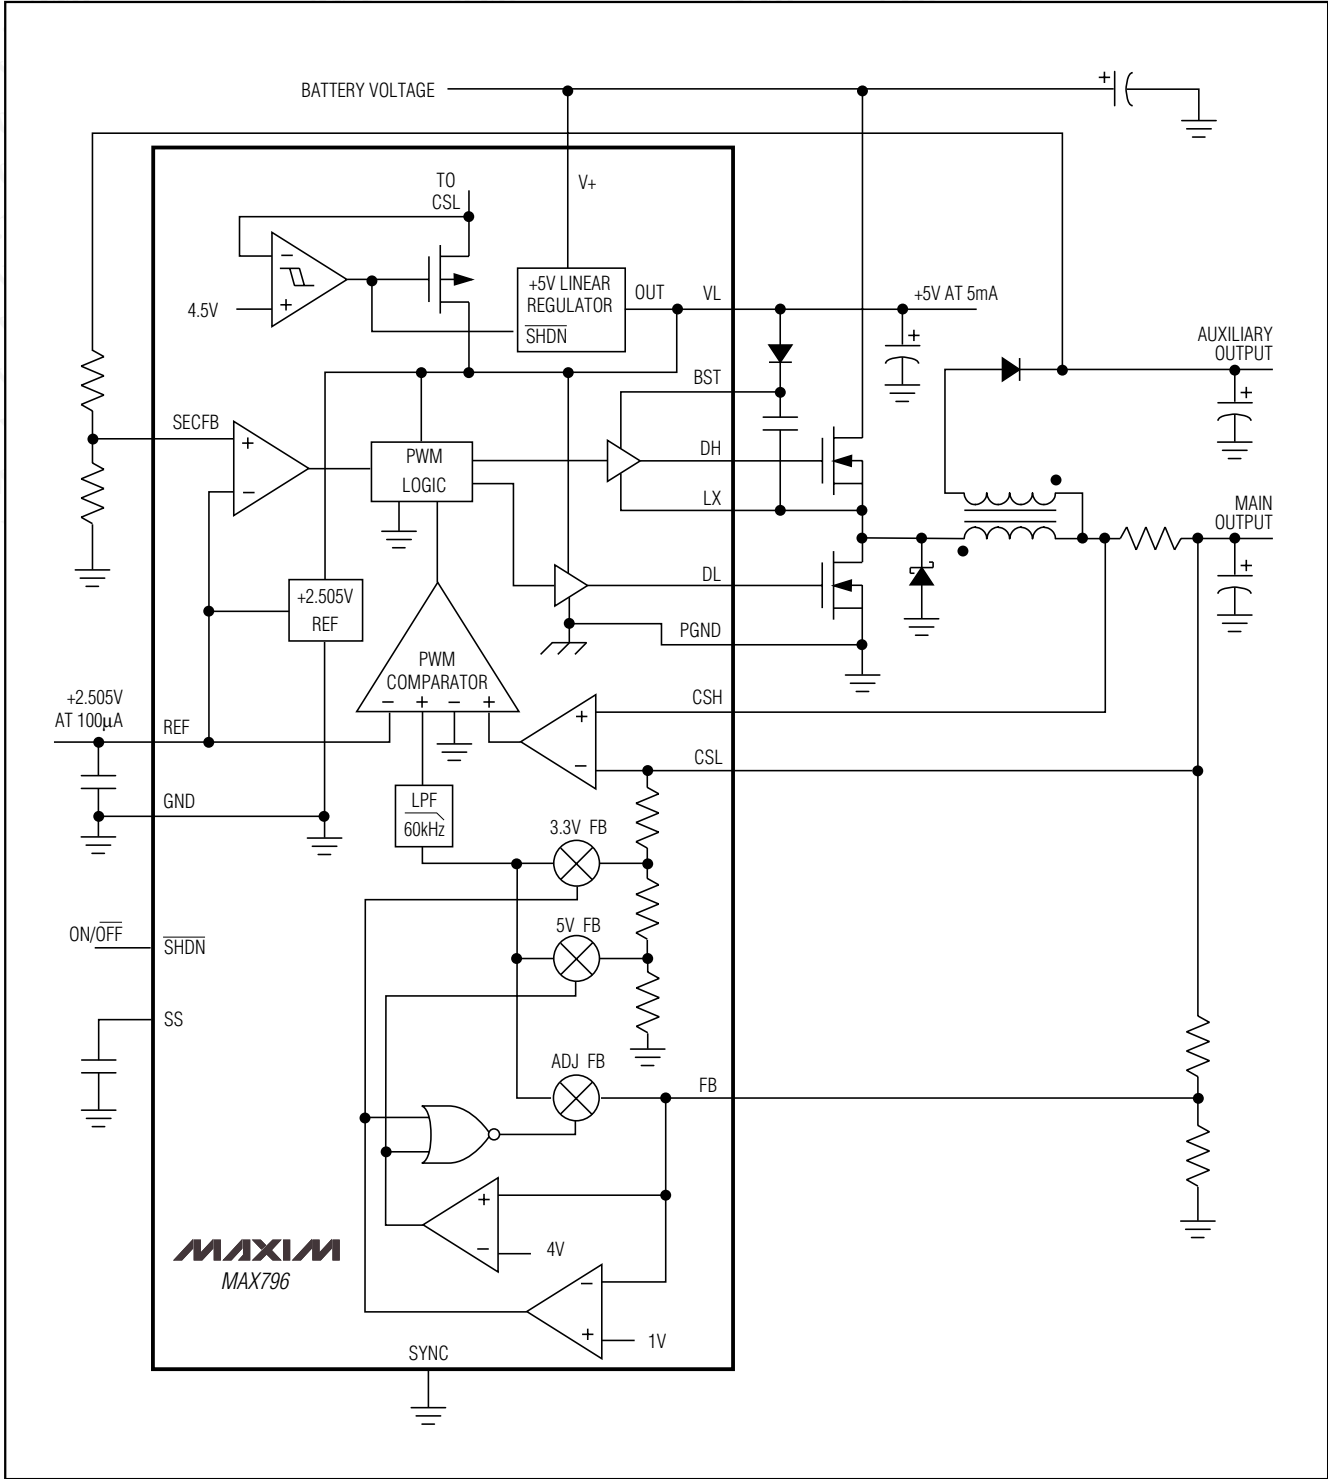 BATTERY VOLTAGE
TO
CSL
V+
4.5V
+5V LINEAR
REGULATOR
SHDN
OUT
VL
+5V AT 5mA
AUXILIARY
OUTPUT
BST
SECFB
PWM
LOGIC
DH
LX
MAIN
OUTPUT
DL
+2.505V
REF
PGND
PWM
COMPARATOR
+2.505V
AT 100µA
REF
CSH
CSL
GND
LPF
60kHz
3.3V FB
ON/OFF
SHDN
5V FB
SS
ADJ FB
FB
4V
MAXIM
MAX796
1V
SYNC